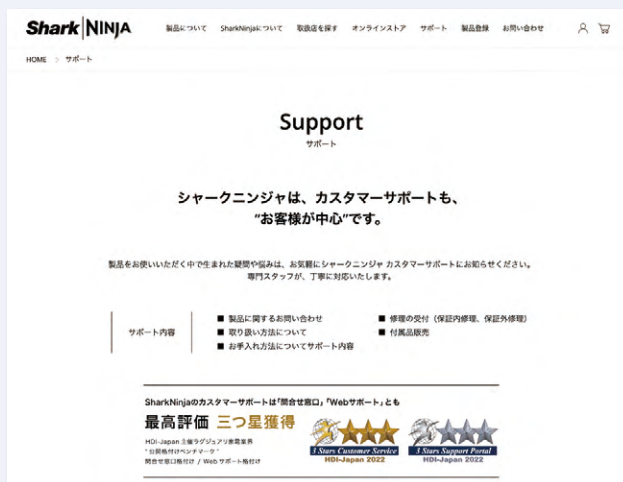 Shark|NINJA 製品について SharkNinjaについて 取扱店を探す オンラインストア サポート 製品登録 お問い合わせ
HOME > サポート
Support
サポート
シャークニンジャは、カスタマーサポートも、
“お客様が中心”です。
製品をお使いいただく中で生まれた疑問や悩みは、お気軽にシャークニンジャ カスタマーサポートにお知らせください。
専門スタッフが、丁寧に対応いたします。
サポート内容
■ 製品に関するお問い合わせ
■ 取り扱い方法について
■ お手入れ方法についてサポート内容
■ 修理の受付（保証内修理、保証外修理）
■ 付属品販売
SharkNinjaのカスタマーサポートは「問合せ窓口」「Webサポート」とも
最高評価 三つ星獲得
HDI-Japan 主催ラグジュアリ家電業界
“公開格付けベンチマーク”
問合せ窓口格付け / Web サポート格付け
3 Stars Customer Service
HDI-Japan 2022
3 Stars Support Portal
HDI-Japan 2022